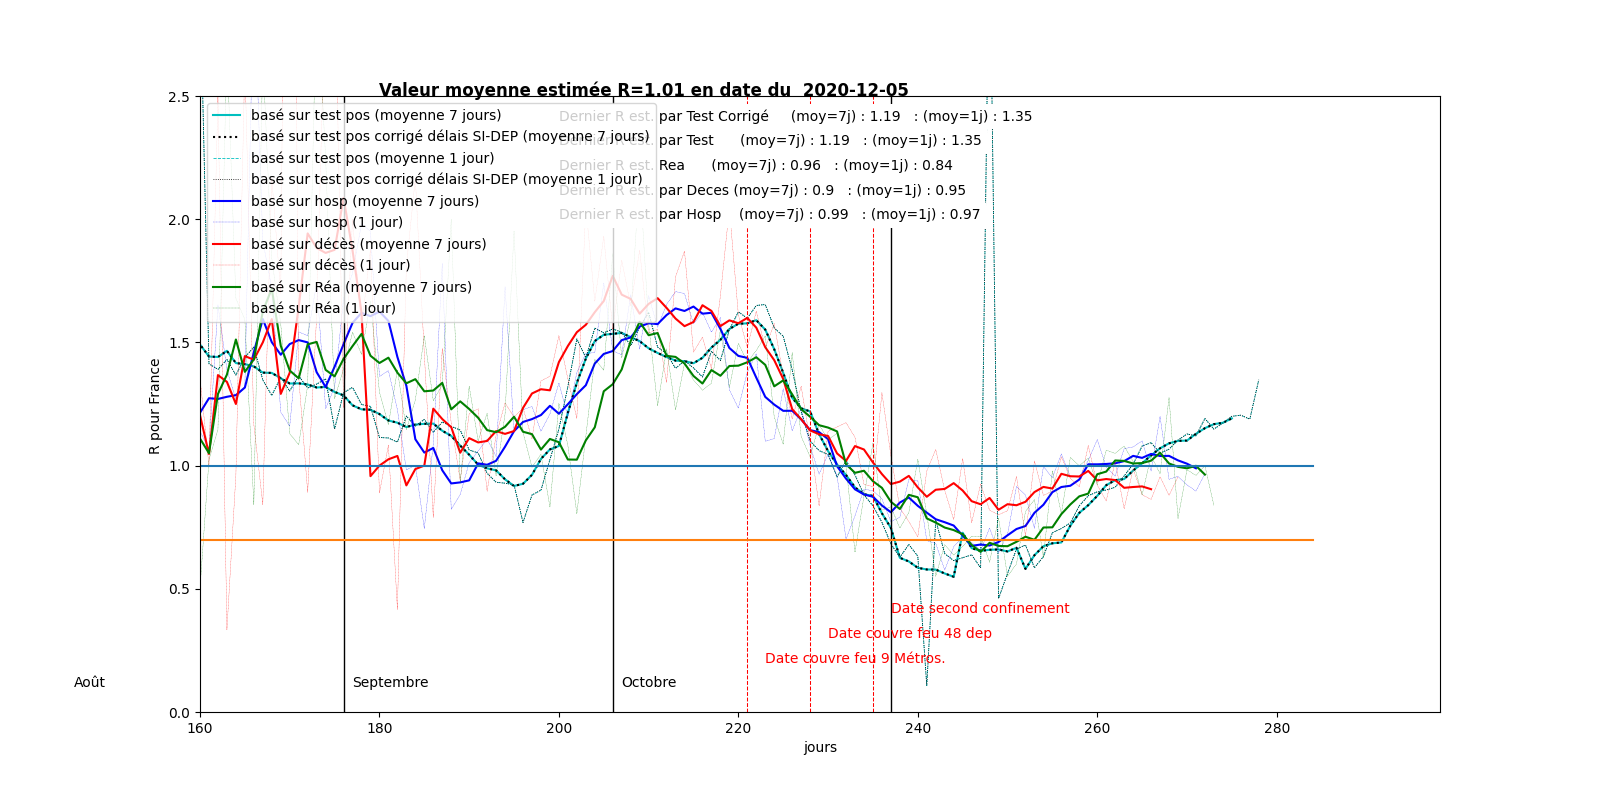 Valeur moyenne estimée R=1.01 en date du  2020-12-05
2.5
2.0
1.5
1.0
0.5
0.0
R pour France
basé sur test pos (moyenne 7 jours)
basé sur test pos corrigé délais SI-DEP (moyenne 7 jours)
basé sur test pos (moyenne 1 jour)
basé sur test pos corrigé délais SI-DEP (moyenne 1 jour)
basé sur hosp (moyenne 7 jours)
basé sur hosp (1 jour)
basé sur décès (moyenne 7 jours)
basé sur décès (1 jour)
basé sur Réa (moyenne 7 jours)
basé sur Réa (1 jour)
Dernier R est. par Test Corrigé     (moy=7j) : 1.19   : (moy=1j) : 1.35
Dernier R est. par Test      (moy=7j) : 1.19   : (moy=1j) : 1.35
Dernier R est. Rea      (moy=7j) : 0.96   : (moy=1j) : 0.84
Dernier R est. par Deces (moy=7j) : 0.9   : (moy=1j) : 0.95
Dernier R est. par Hosp    (moy=7j) : 0.99   : (moy=1j) : 0.97
Date second confinement
Date couvre feu 48 dep
Date couvre feu 9 Métros.
Août
Septembre
Octobre
160
180
200
220
240
260
280
jours